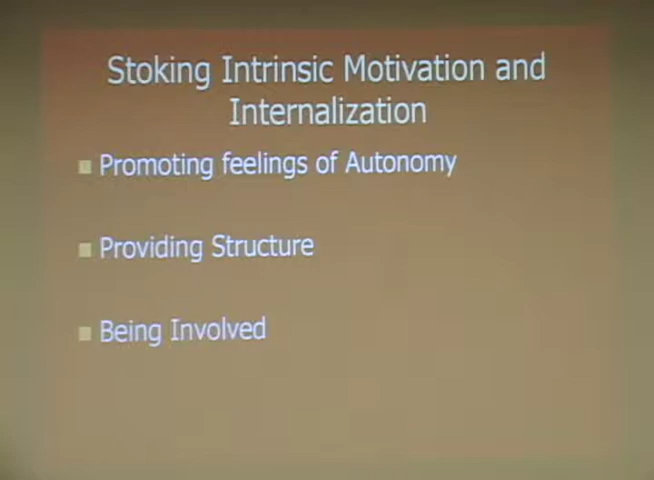 Stoking Intrinsic Motivation and
Internalization
Promoting feelings of Autonomy
Providing Structure
Being Involved